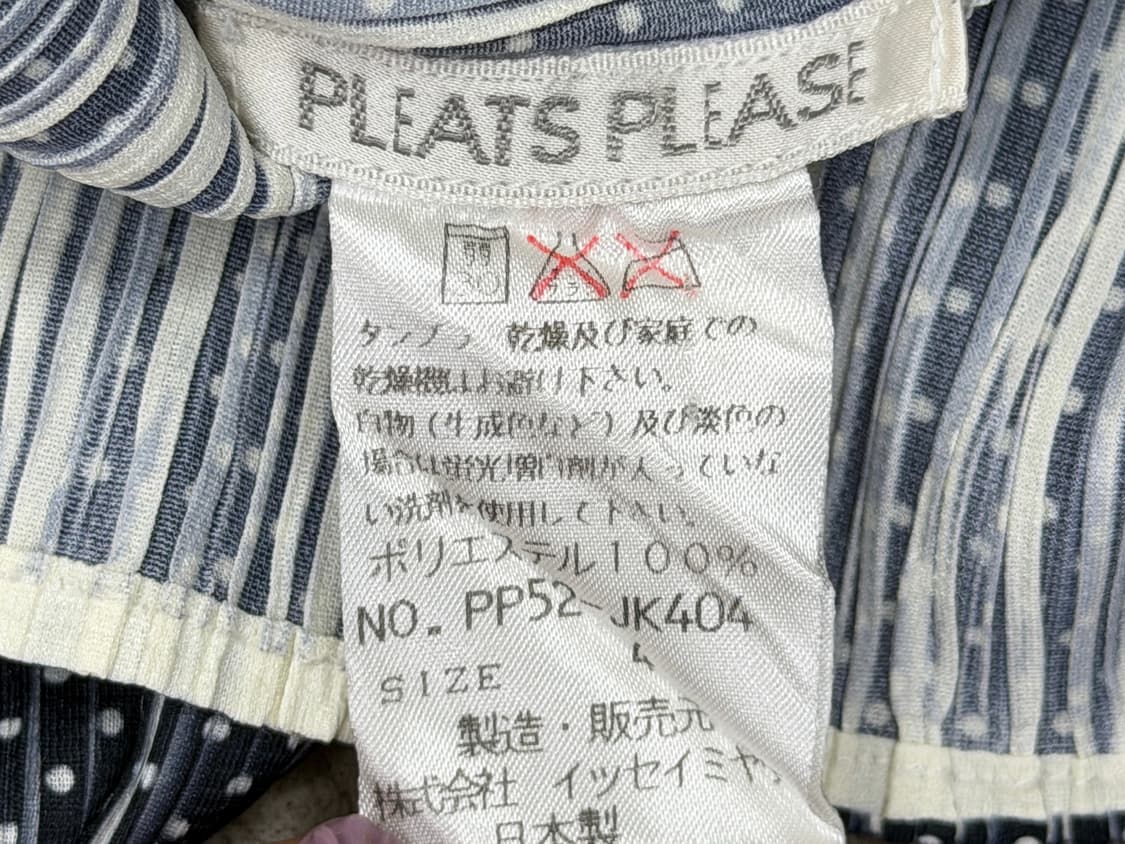 PLEATS PLEASE
弱
タンブラー乾燥及び家庭での
乾燥機はお避け下さい。
白物（生成色など）及び淡色の
場合は蛍光増白剤が入っていな
い洗剤を使用して下さい。
ポリエステル１００％
NO. PP52-JK404
4
SIZE
製造・販売元
株式会社 イッセイミヤケ
日本製